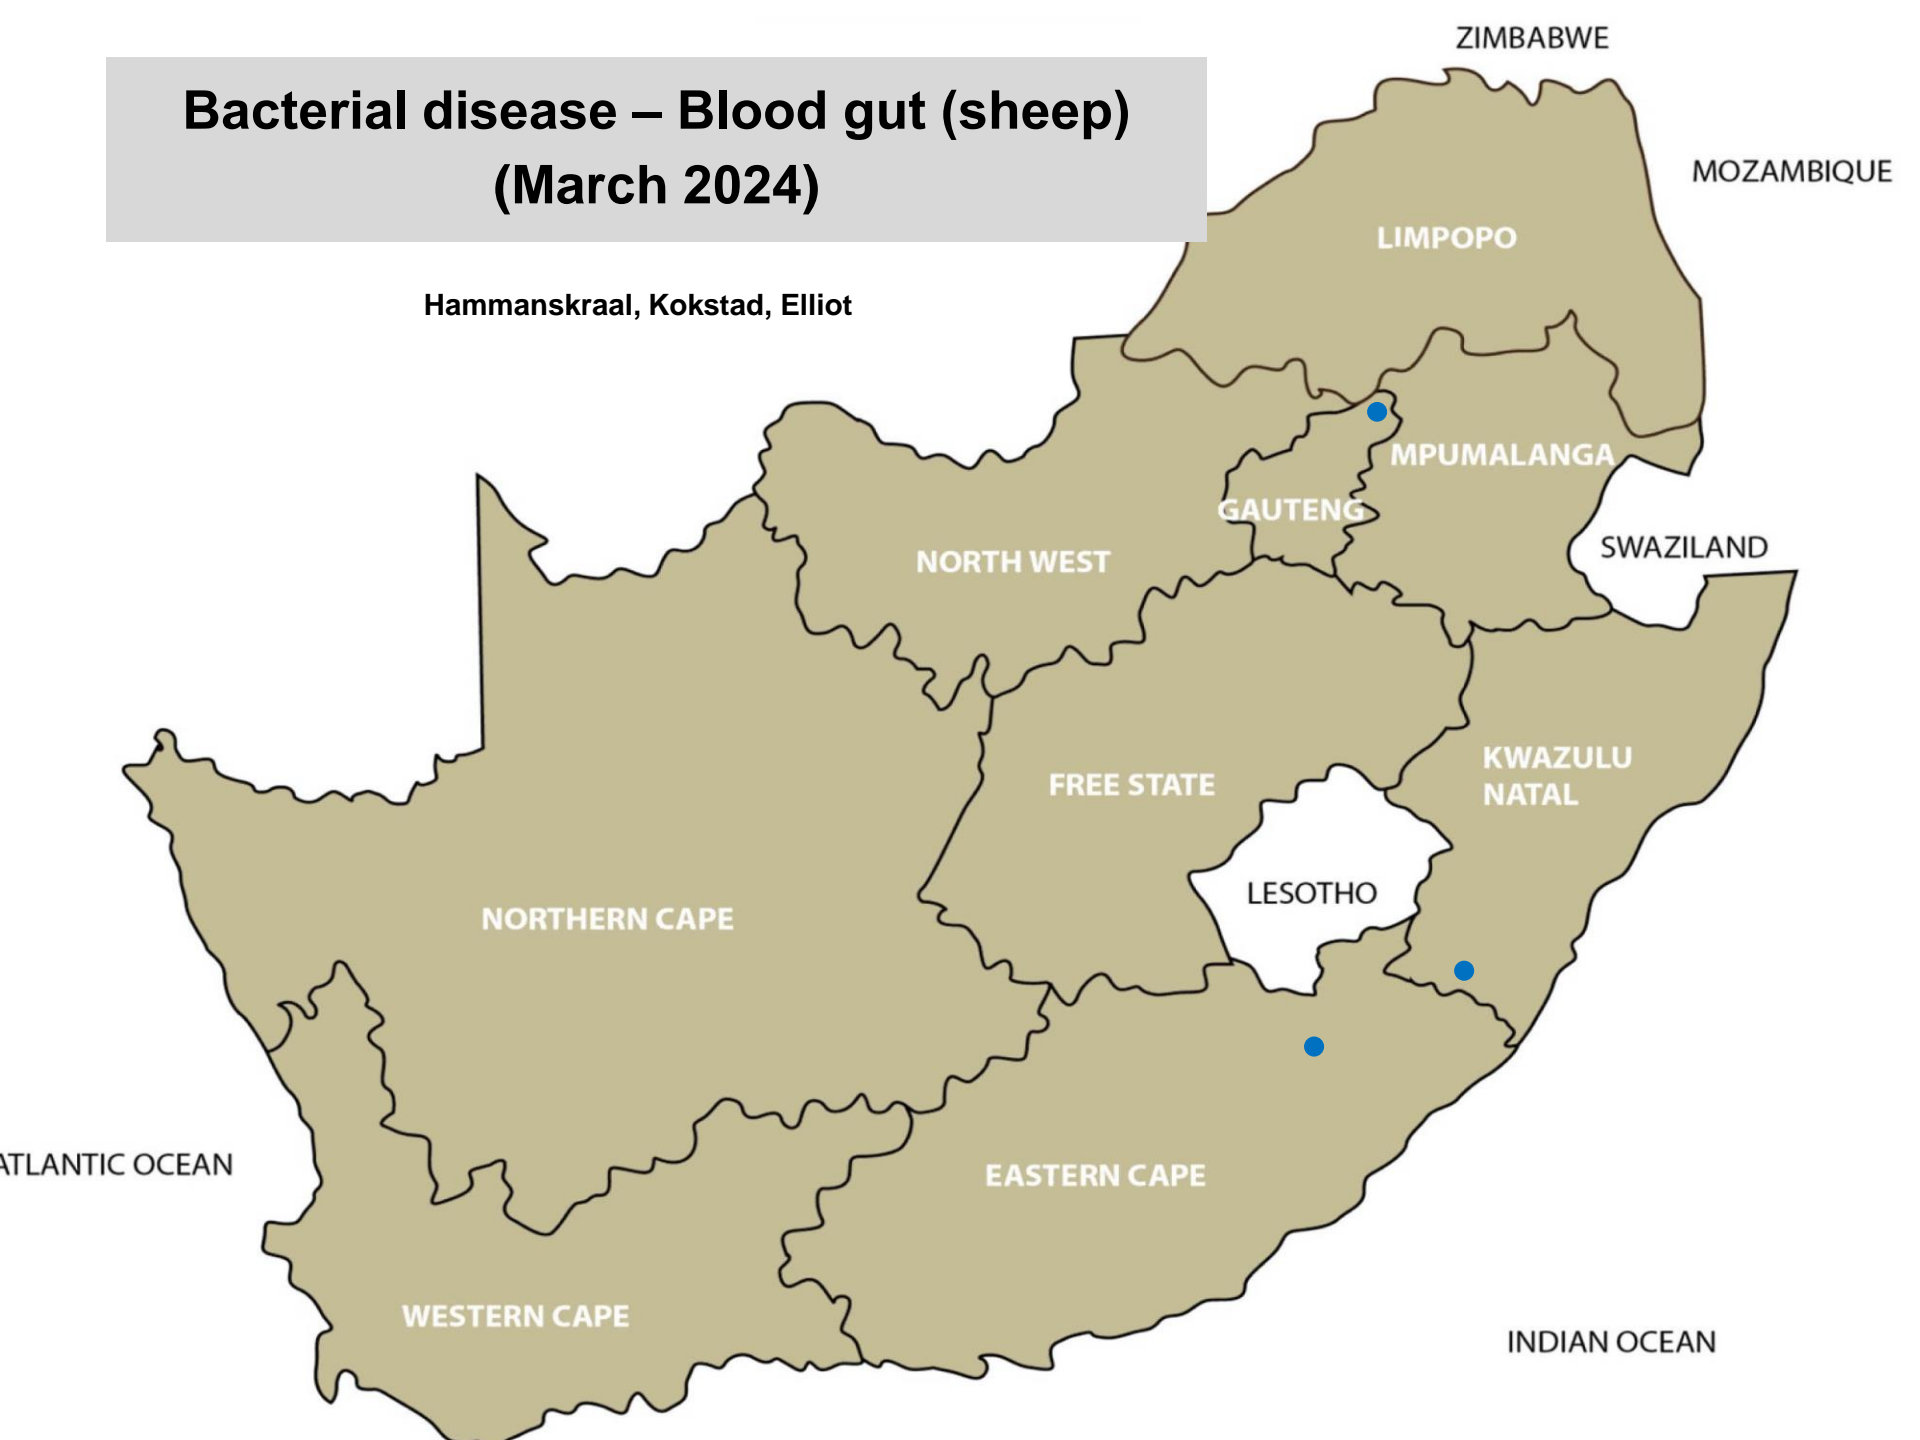 ZIMBABWE
Bacterial disease – Blood gut (sheep)
(March 2024)
MOZAMBIQUE
LIMPOPO
Hammanskraal, Kokstad, Elliot
MPUMALANGA
GAUTENG
SWAZILAND
NORTH WEST
KWAZULU
NATAL
FREE STATE
LESOTHO
NORTHERN CAPE
ATLANTIC OCEAN
EASTERN CAPE
WESTERN CAPE
INDIAN OCEAN